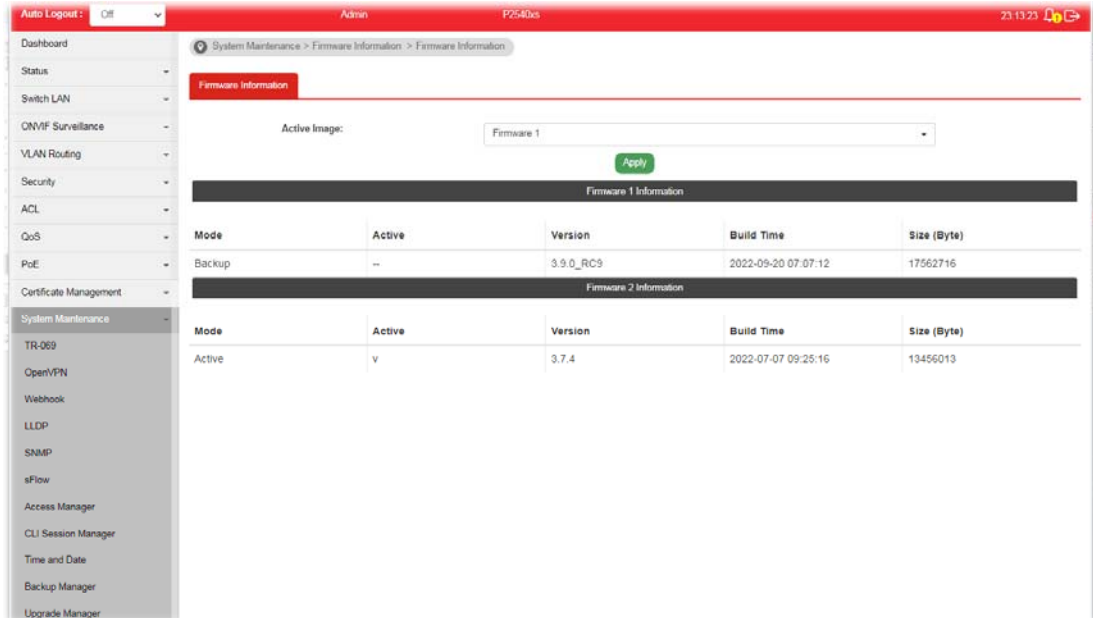 Auto Logout : Off Admin P2540xs 23:13:23 1
Dashboard
Status
Switch LAN
ONVIF Surveillance
VLAN Routing
Security
ACL
QoS
PoE
Certificate Management
System Maintenance
TR-069
OpenVPN
Webhook
LLDP
SNMP
sFlow
Access Manager
CLI Session Manager
Time and Date
Backup Manager
Upgrade Manager
System Maintenance > Firmware Information > Firmware Information
Firmware Information
Active Image: Firmware 1
Apply
Firmware 1 Information
Mode Active Version Build Time Size (Byte)
Backup -- 3.9.0_RC9 2022-09-20 07:07:12 17562716
Firmware 2 Information
Mode Active Version Build Time Size (Byte)
Active v 3.7.4 2022-07-07 09:25:16 13456013